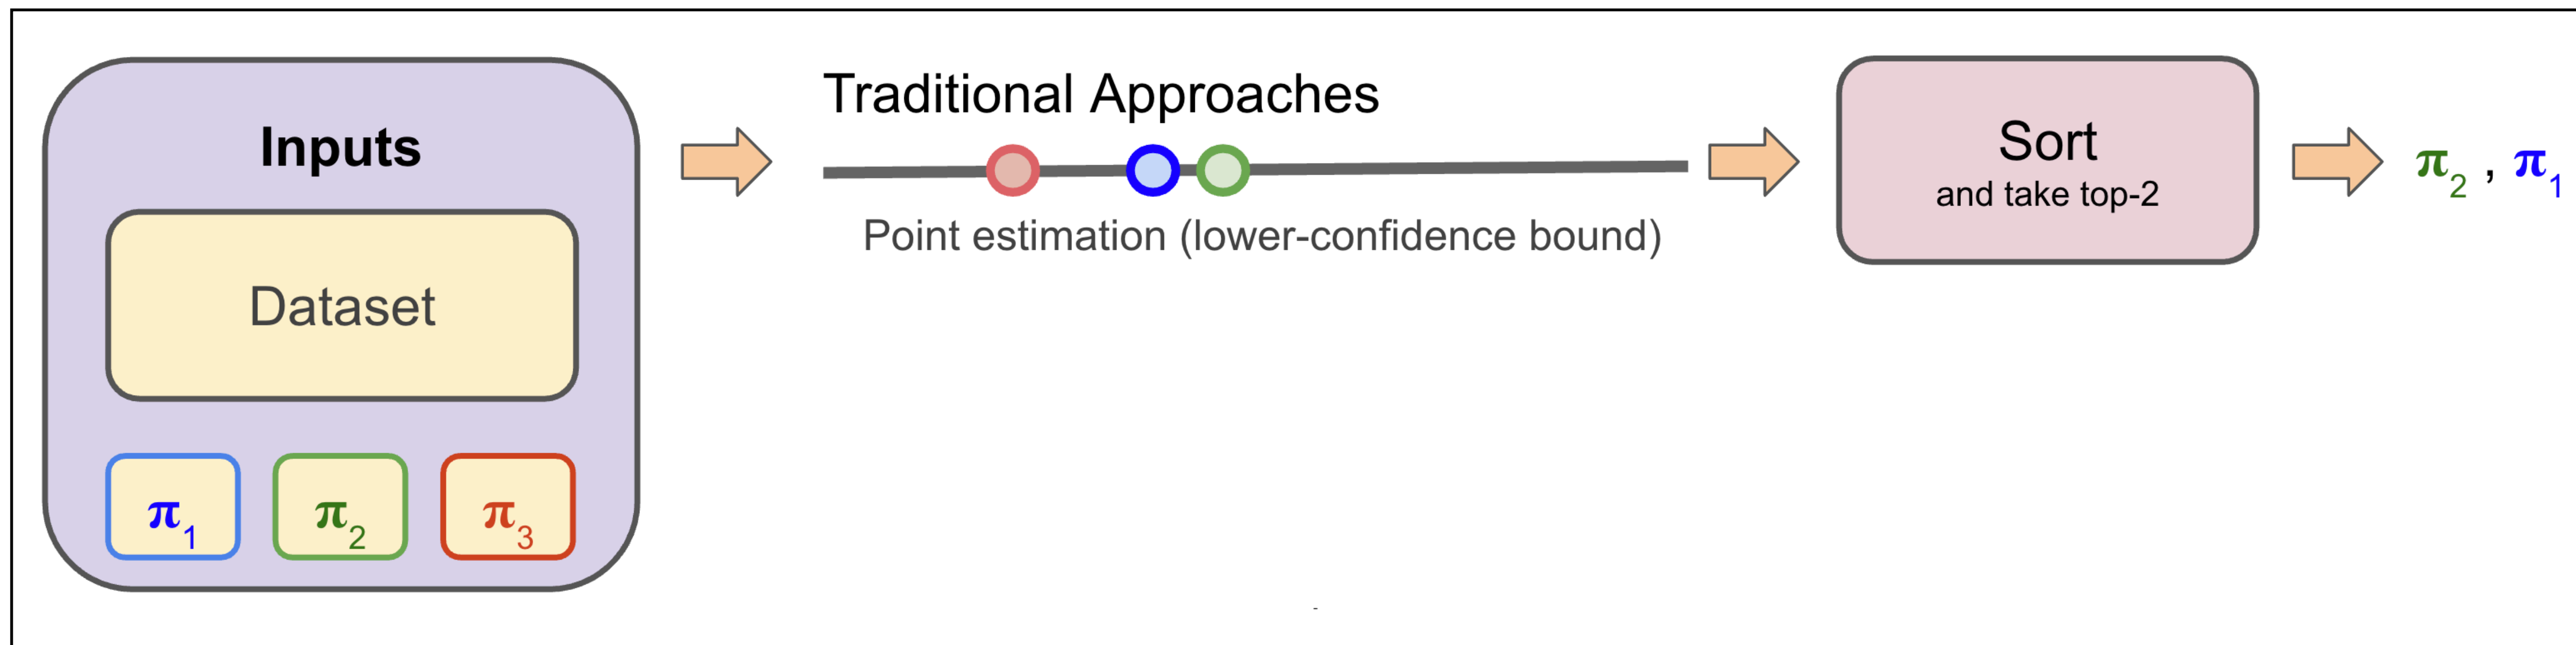 Inputs
Dataset
π1 π2 π3
Traditional Approaches
Point estimation (lower-confidence bound)
Sort
and take top-2
π2 , π1
-